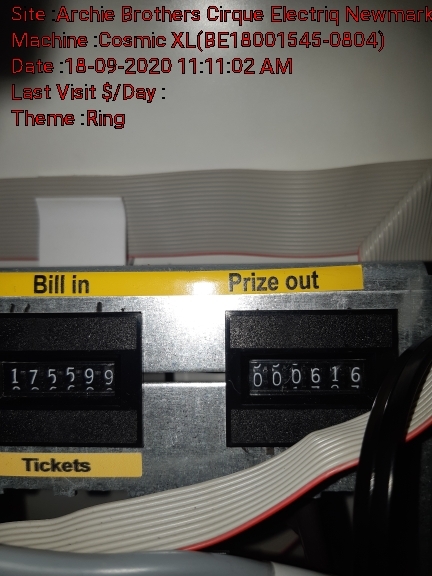 Site :Archie Brothers Cirque Electriq Newmark
Machine :Cosmic XL(BE18001545-0804)
Date :18-09-2020 11:11:02 AM
Last Visit $/Day :
Theme :Ring
Bill in
Prize out
175599
000616
Tickets